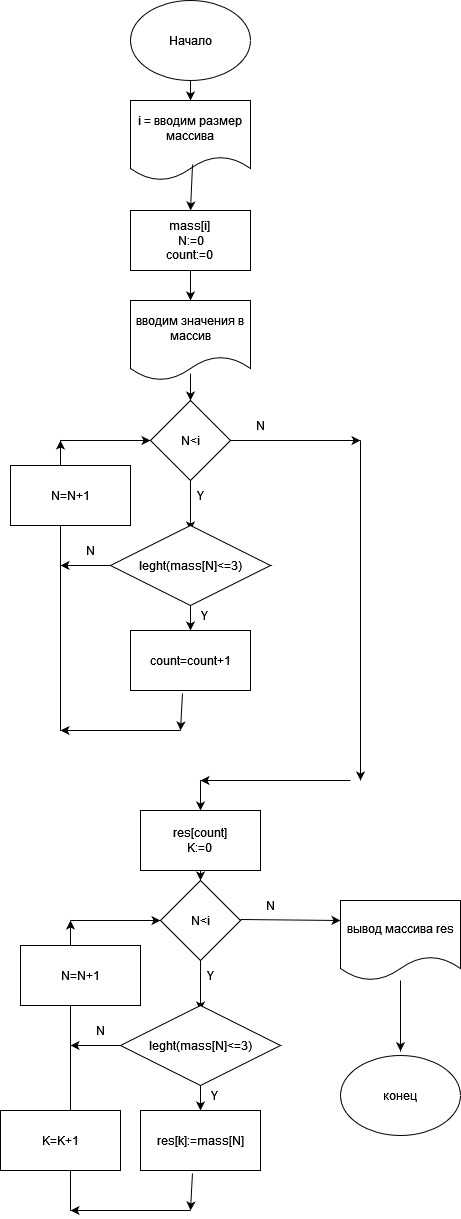 Начало
i = вводим размер
массива
mass[i]
N:=0
count:=0
вводим значения в
массив
N<i
N
N=N+1
Y
N
leght(mass[N]<=3)
Y
count=count+1
res[count]
K:=0
N<i
N
вывод массива res
N=N+1
Y
N
leght(mass[N]<=3)
Y
конец
K=K+1
res[k]:=mass[N]